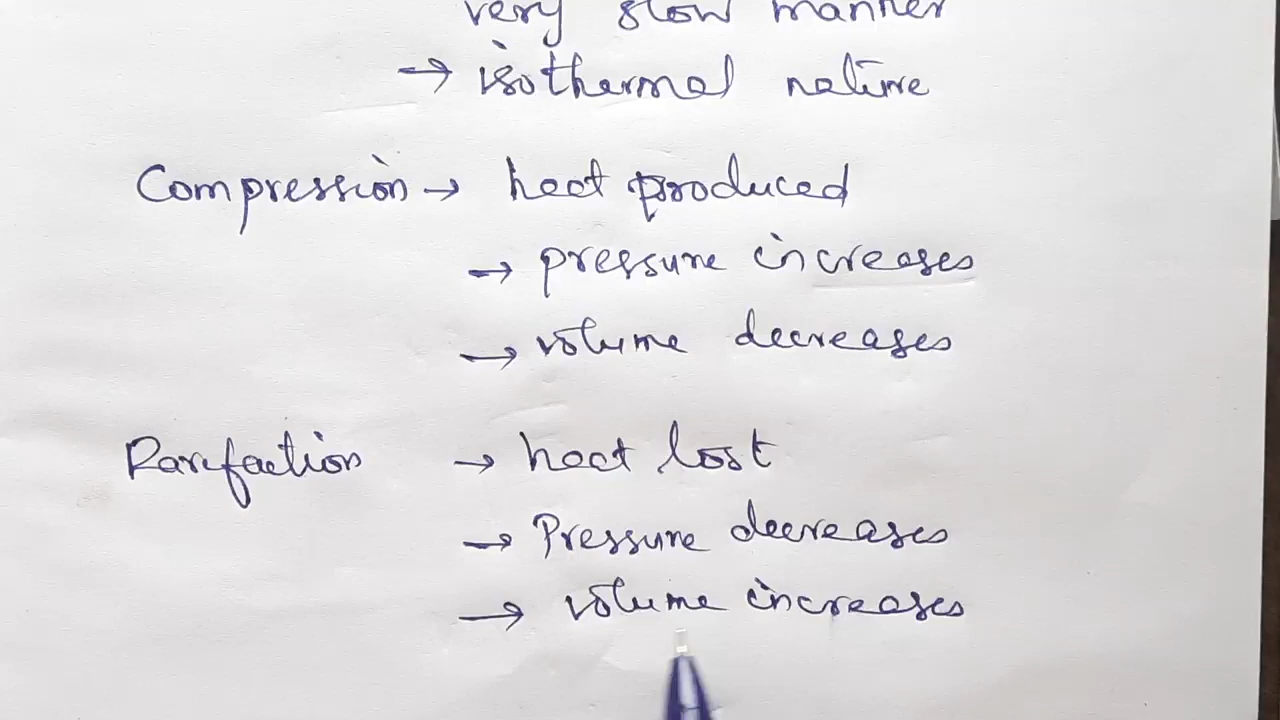 very slow manner
→ isothermal nature
Compression → heat produced
→ pressure increases
→ volume decreases
Rarefaction → heat lost
→ Pressure decreases
→ volume increases